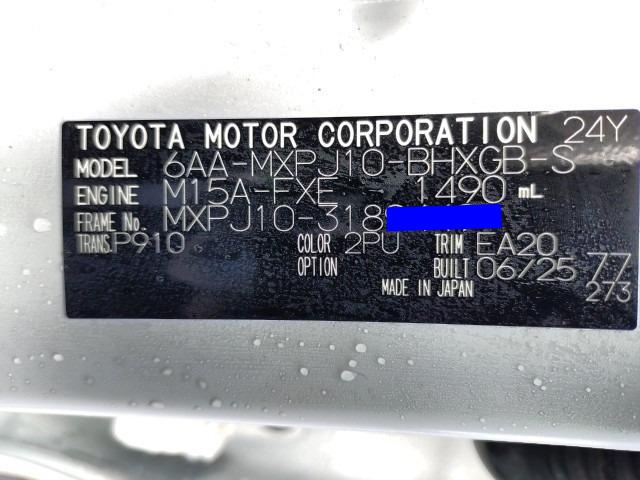 TOYOTA MOTOR CORPORATION 24Y
MODEL 6AA-MXPJ10-BHXGB-S
ENGINE M15A-FXE 1490 mL
FRAME No. MXPJ10-318
TRANS. P910 COLOR 2PU TRIM EA20
OPTION BUILT 06/25 77
MADE IN JAPAN 273